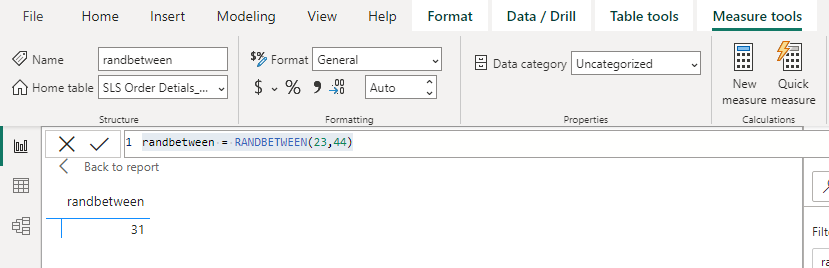 File Home Insert Modeling View Help Format Data / Drill Table tools Measure tools
Name randbetween
Home table SLS Order Detials_...
Structure
$% Format General
$ % , .00 →.0 Auto
Formatting
Data category Uncategorized
Properties
New measure
Quick measure
Calculations
1 randbetween = RANDBETWEEN(23,44)
Back to report
randbetween
31
Filte
ra